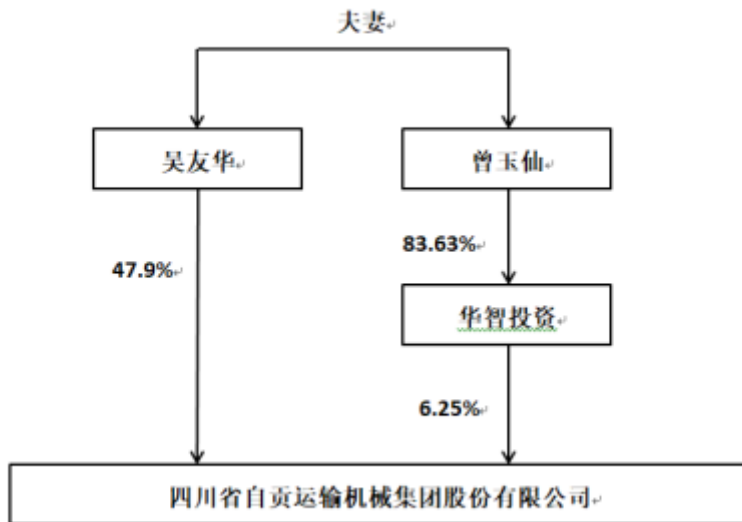 夫妻
吴友华
曾玉仙
47.9%
83.63%
华智投资
6.25%
四川省自贡运输机械集团股份有限公司